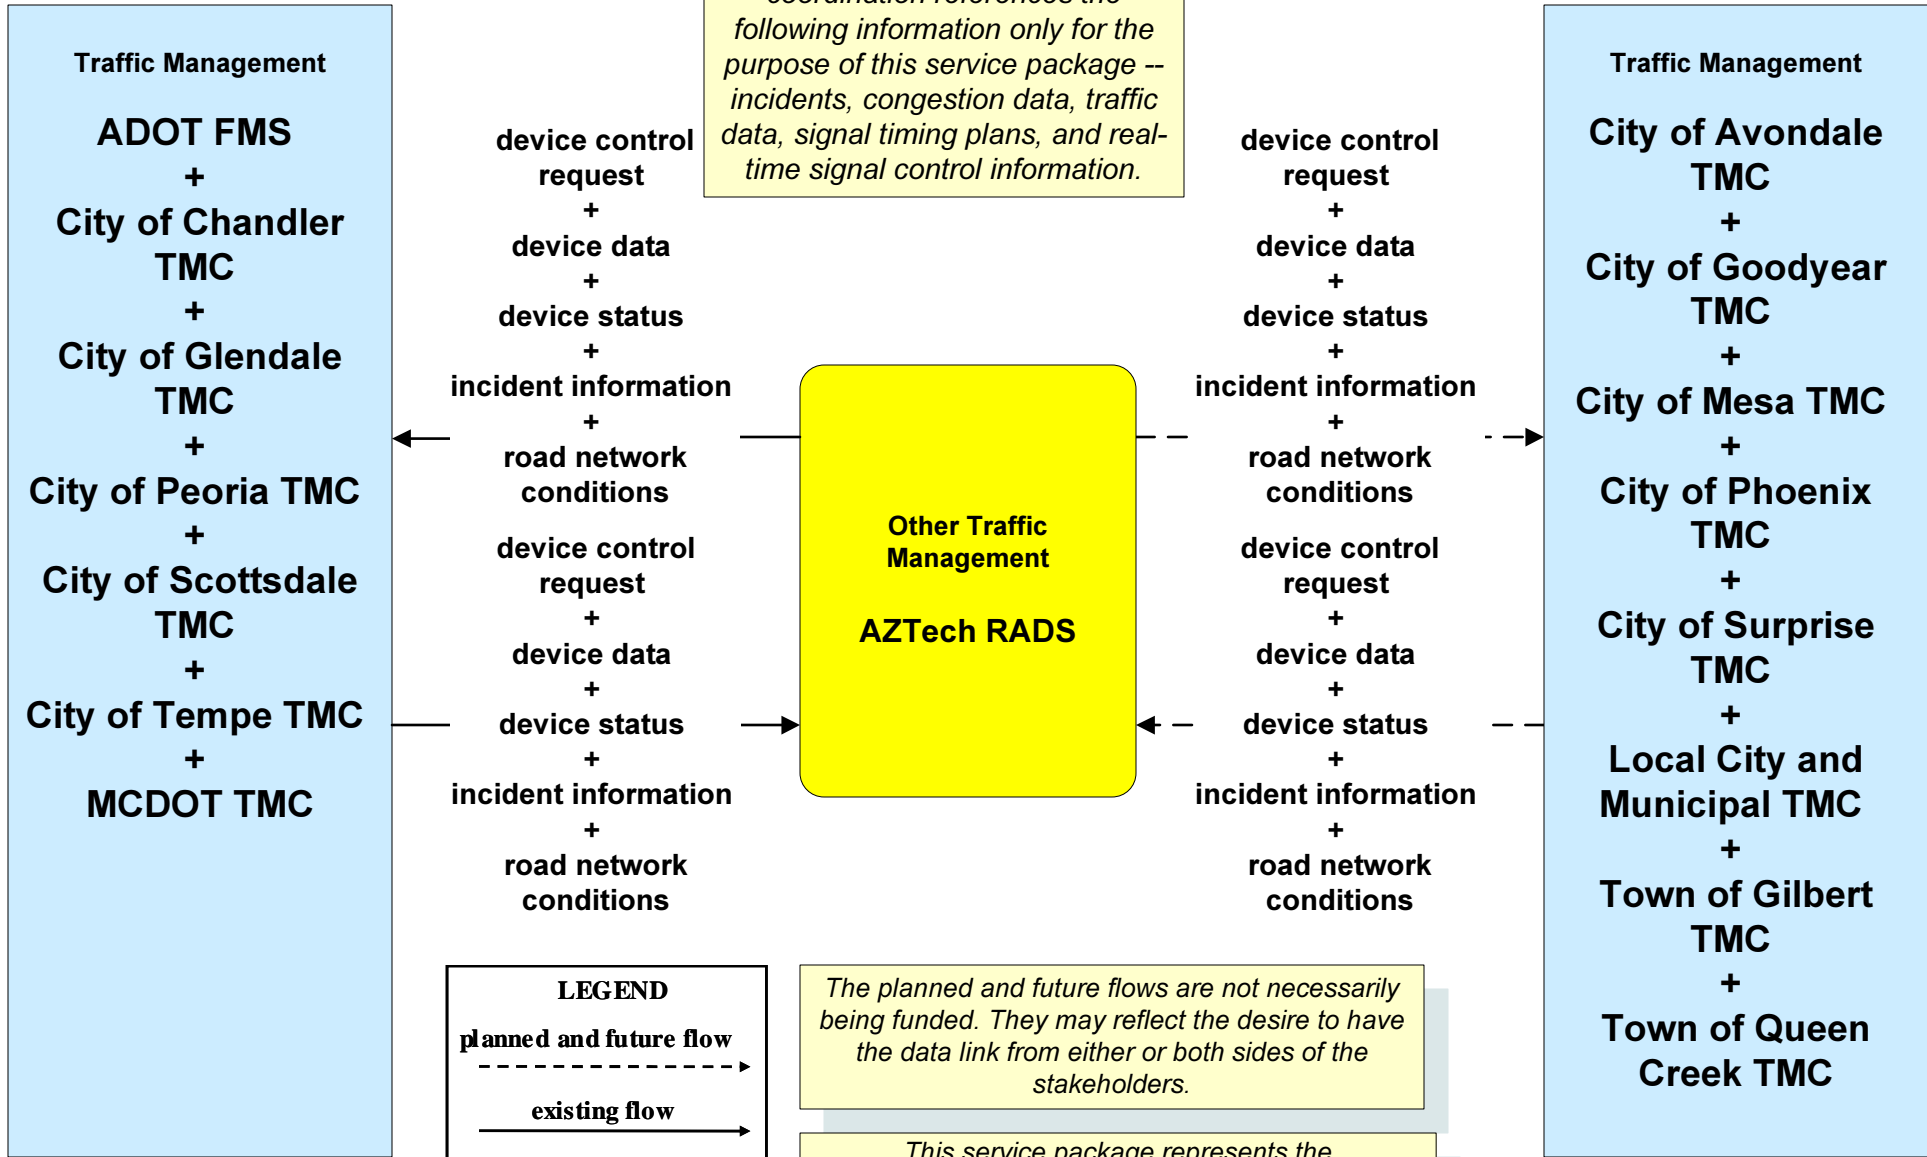 Traffic Management
ADOT FMS
+
City of Chandler
TMC
+
City of Glendale
TMC
+
City of Peoria TMC
+
City of Scottsdale
TMC
+
City of Tempe TMC
+
MCDOT TMC
device control
request
+
device data
+
device status
+
incident information
+
road network
conditions
device control
request
+
device data
+
device status
+
incident information
+
road network
conditions
coordination references the
following information only for the
purpose of this service package --
incidents, congestion data, traffic
data, signal timing plans, and real-
time signal control information.
Other Traffic
Management
AZTech RADS
device control
request
+
device data
+
device status
+
incident information
+
road network
conditions
device control
request
+
device data
+
device status
+
incident information
+
road network
conditions
Traffic Management
City of Avondale
TMC
+
City of Goodyear
TMC
+
City of Mesa TMC
+
City of Phoenix
TMC
+
City of Surprise
TMC
+
Local City and
Municipal TMC
+
Town of Gilbert
TMC
+
Town of Queen
Creek TMC
LEGEND
planned and future flow
existing flow
The planned and future flows are not necessarily
being funded. They may reflect the desire to have
the data link from either or both sides of the
stakeholders.
This service package represents the